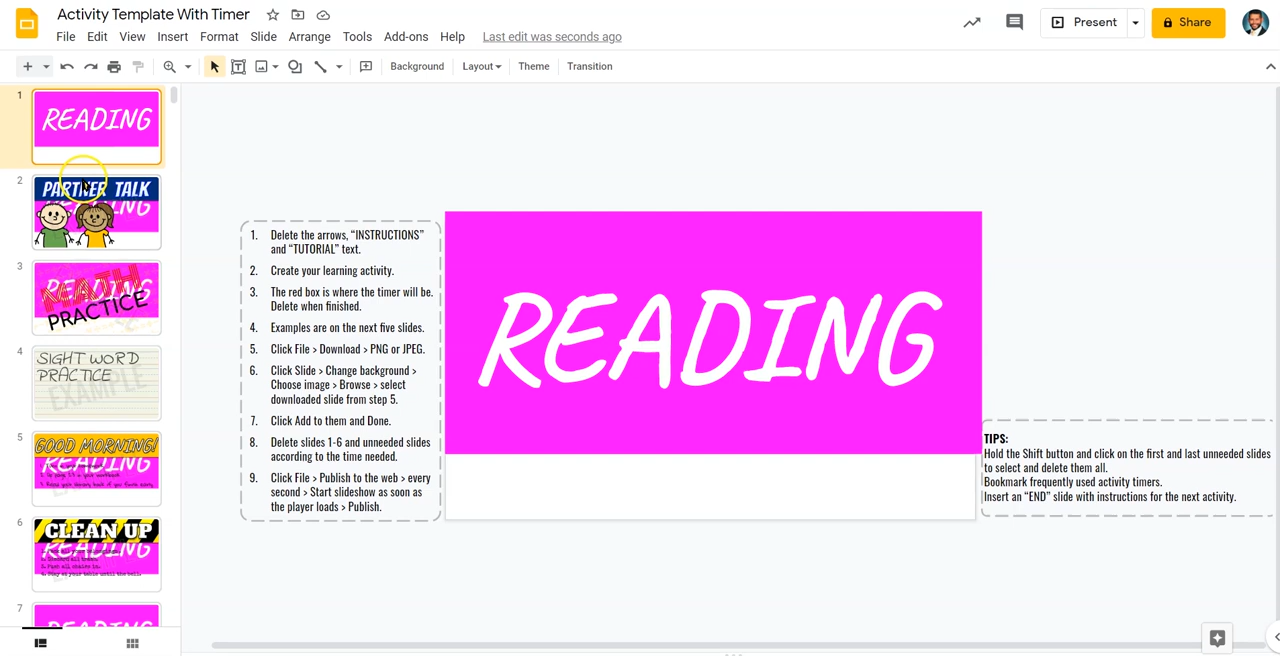 Activity Template With Timer
File Edit View Insert Format Slide Arrange Tools Add-ons Help Last edit was seconds ago
Present Share
Background Layout Theme Transition
1
READING
2
PARTNER TALK
3
READING
MATH
PRACTICE
4
SIGHT WORD
PRACTICE
EXAMPLE
5
GOOD MORNING!
READING
6
CLEAN UP
READING
7
READING
1. Delete the arrows, “INSTRUCTIONS”
and “TUTORIAL” text.
2. Create your learning activity.
3. The red box is where the timer will be.
Delete when finished.
4. Examples are on the next five slides.
5. Click File > Download > PNG or JPEG.
6. Click Slide > Change background >
Choose image > Browse > select
downloaded slide from step 5.
7. Click Add to them and Done.
8. Delete slides 1-6 and unneeded slides
according to the time needed.
9. Click File > Publish to the web > every
second > Start slideshow as soon as
the player loads > Publish.
READING
TIPS:
Hold the Shift button and click on the first and last unneeded slides
to select and delete them all.
Bookmark frequently used activity timers.
Insert an “END” slide with instructions for the next activity.